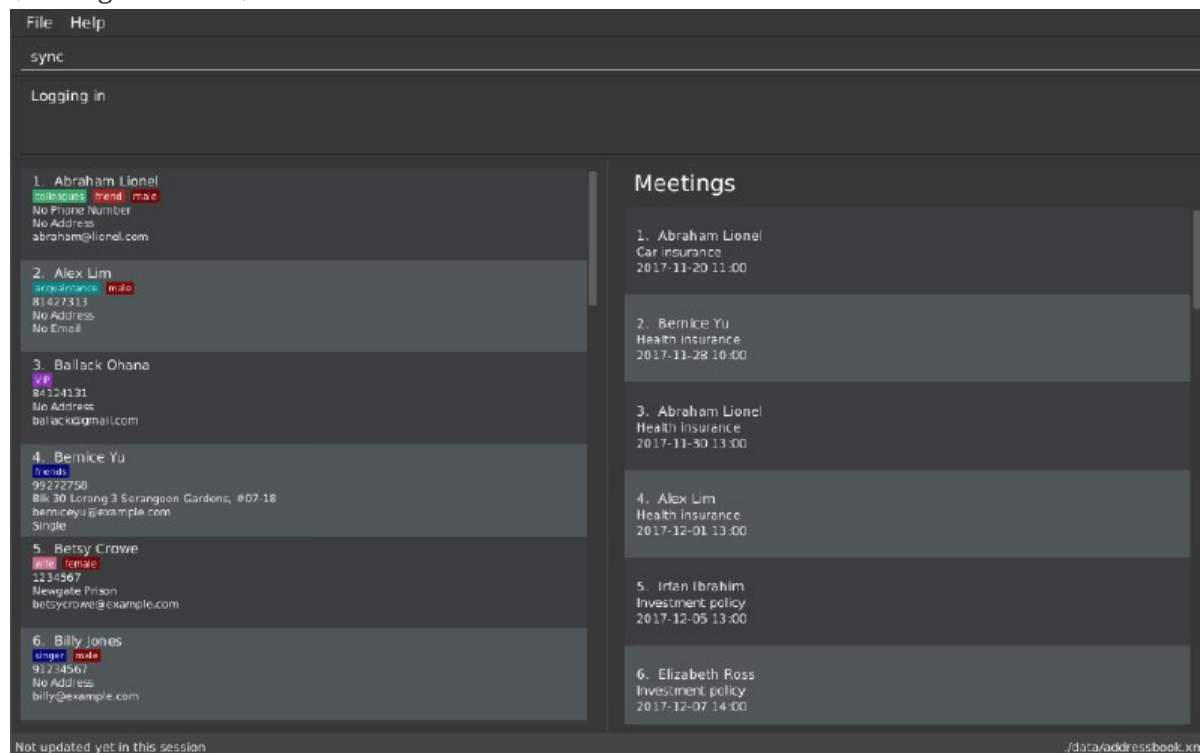 File Help
sync
Logging in
1. Abraham Lionel
colleagues friend male
No Phone Number
No Address
abraham@lionel.com
2. Alex Lim
acquaintance male
81427313
No Address
No Email
3. Ballack Ohana
VIP
84124131
No Address
ballack@gmail.com
4. Bernice Yu
friends
99272758
Blk 30 Lorong 3 Serangoon Gardens, #07-18
berniceyu@example.com
Single
5. Betsy Crowe
wife female
1234567
Newgate Prison
betsycrowe@example.com
6. Billy Jones
singer male
91234567
No Address
billy@example.com
Meetings
1. Abraham Lionel
Car insurance
2017-11-20 11:00
2. Bernice Yu
Health insurance
2017-11-28 10:00
3. Abraham Lionel
Health insurance
2017-11-30 13:00
4. Alex Lim
Health insurance
2017-12-01 13:00
5. Irfan Ibrahim
Investment policy
2017-12-05 13:00
6. Elizabeth Ross
Investment policy
2017-12-07 14:00
Not updated yet in this session
./data/addressbook.xm